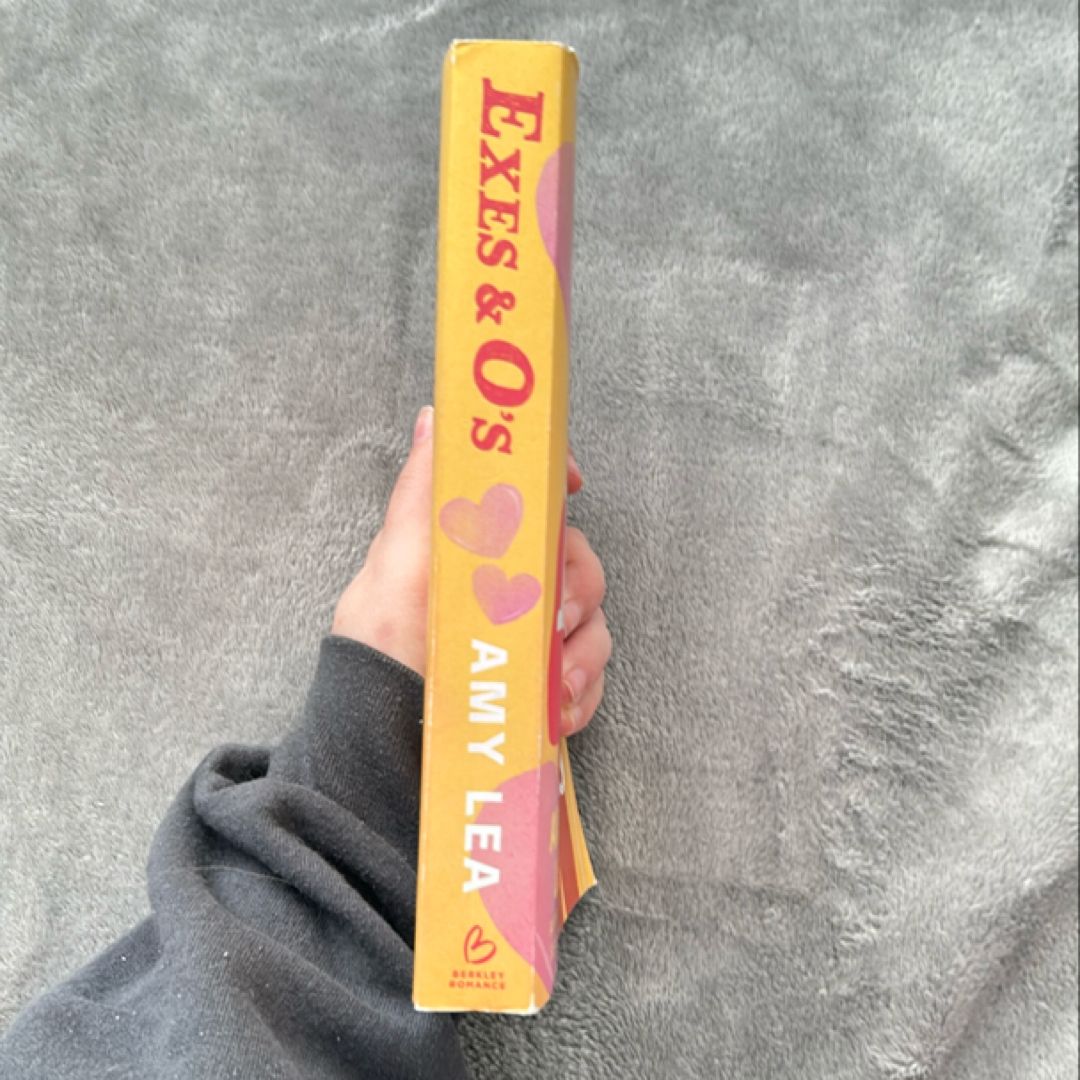 EXES & O'S
AMY LEA
BERKLEY
ROMANCE